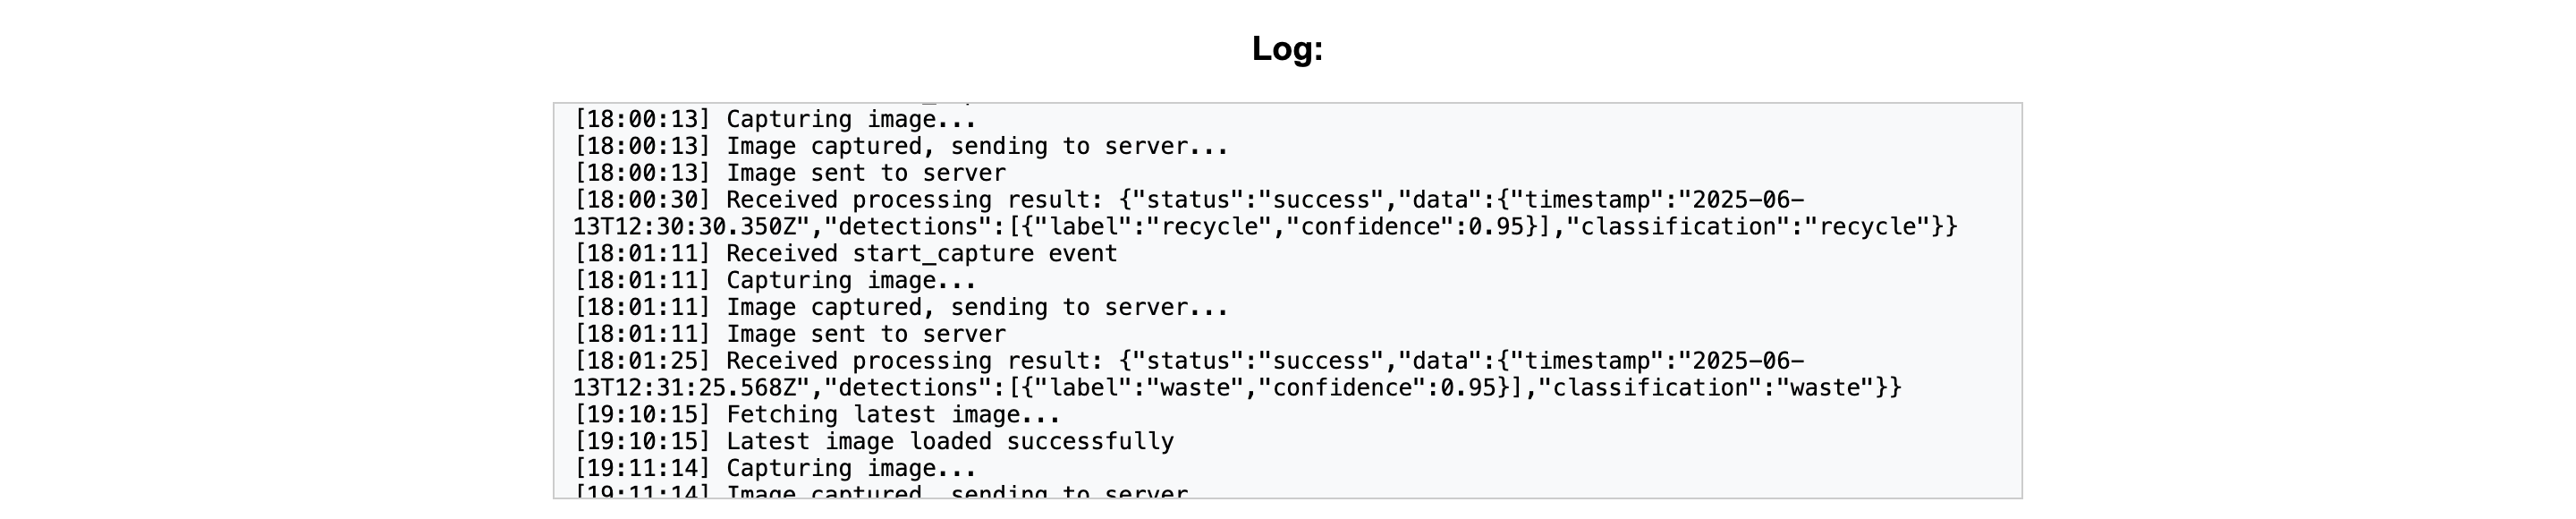 Log:
[18:00:13] Capturing image...
[18:00:13] Image captured, sending to server...
[18:00:13] Image sent to server
[18:00:30] Received processing result: {"status":"success","data":{"timestamp":"2025-06-
13T12:30:30.350Z","detections":[{"label":"recycle","confidence":0.95}],"classification":"recycle"}}
[18:01:11] Received start_capture event
[18:01:11] Capturing image...
[18:01:11] Image captured, sending to server...
[18:01:11] Image sent to server
[18:01:25] Received processing result: {"status":"success","data":{"timestamp":"2025-06-
13T12:31:25.568Z","detections":[{"label":"waste","confidence":0.95}],"classification":"waste"}}
[19:10:15] Fetching latest image...
[19:10:15] Latest image loaded successfully
[19:11:14] Capturing image...
[19:11:14] Image captured, sending to server